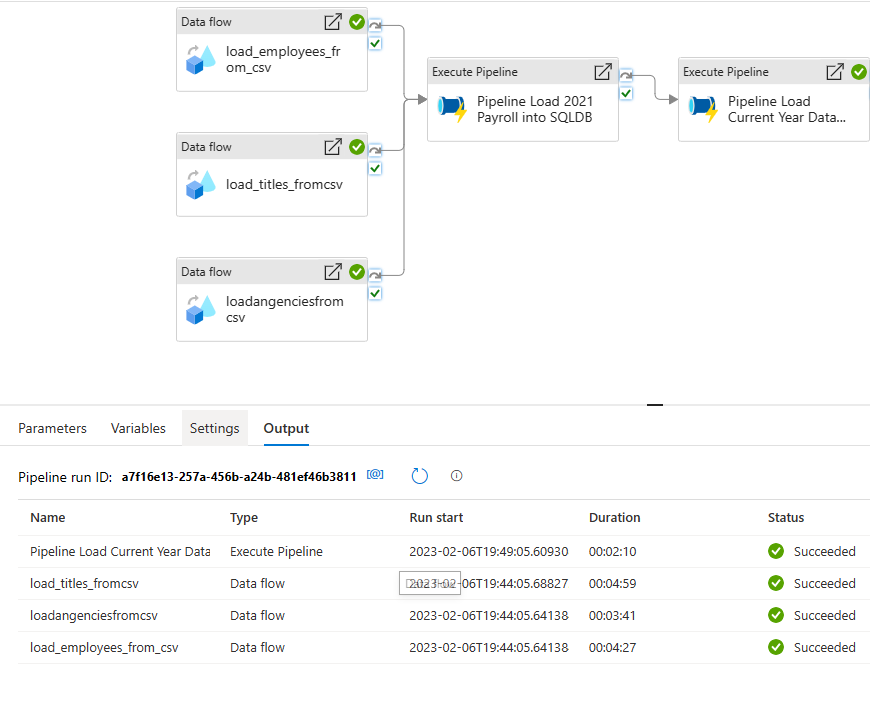 Data flow
load_employees_fr
om_csv
Execute Pipeline
Pipeline Load 2021
Payroll into SQLDB
Execute Pipeline
Pipeline Load
Current Year Data...
Data flow
load_titles_fromcsv
Data flow
loadangenciesfrom
csv
Parameters Variables Settings Output
Pipeline run ID: a7f16e13-257a-456b-a24b-481ef46b3811 [@]
Name Type Run start Duration Status
Pipeline Load Current Year Data Execute Pipeline 2023-02-06T19:49:05.60930 00:02:10 Succeeded
load_titles_fromcsv Data flow 2023-02-06T19:44:05.68827 00:04:59 Succeeded
loadangenciesfromcsv Data flow 2023-02-06T19:44:05.64138 00:03:41 Succeeded
load_employees_from_csv Data flow 2023-02-06T19:44:05.64138 00:04:27 Succeeded